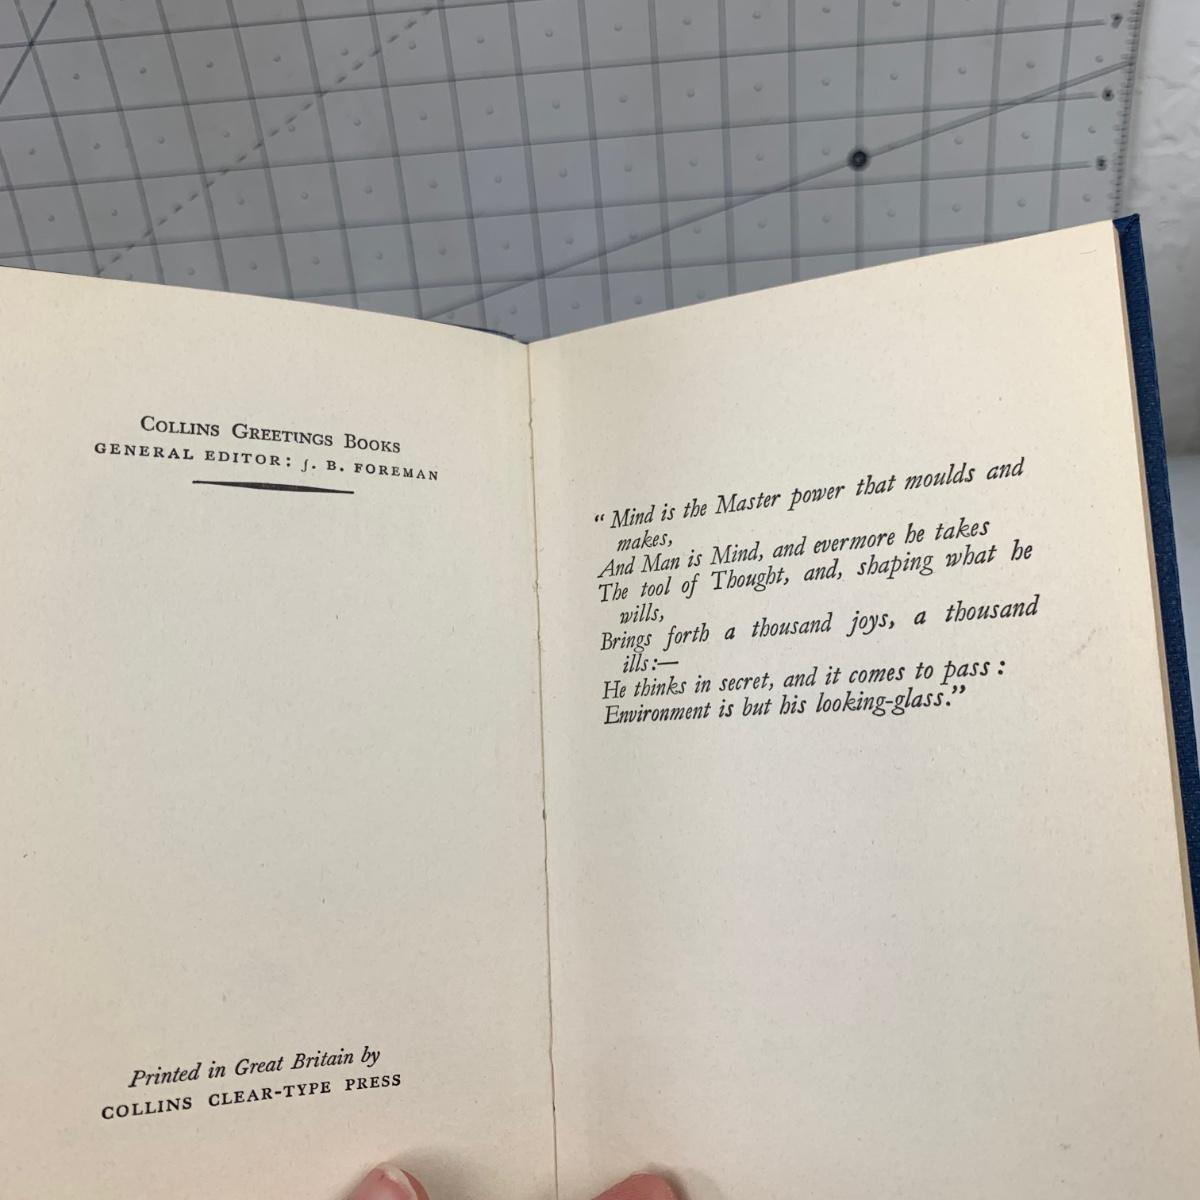 COLLINS GREETINGS BOOKS
GENERAL EDITOR: J. B. FOREMAN
Printed in Great Britain by
COLLINS CLEAR-TYPE PRESS
“ Mind is the Master power that moulds and
makes,
And Man is Mind, and evermore he takes
The tool of Thought, and, shaping what he
wills,
Brings forth a thousand joys, a thousand
ills:—
He thinks in secret, and it comes to pass :
Environment is but his looking-glass.”